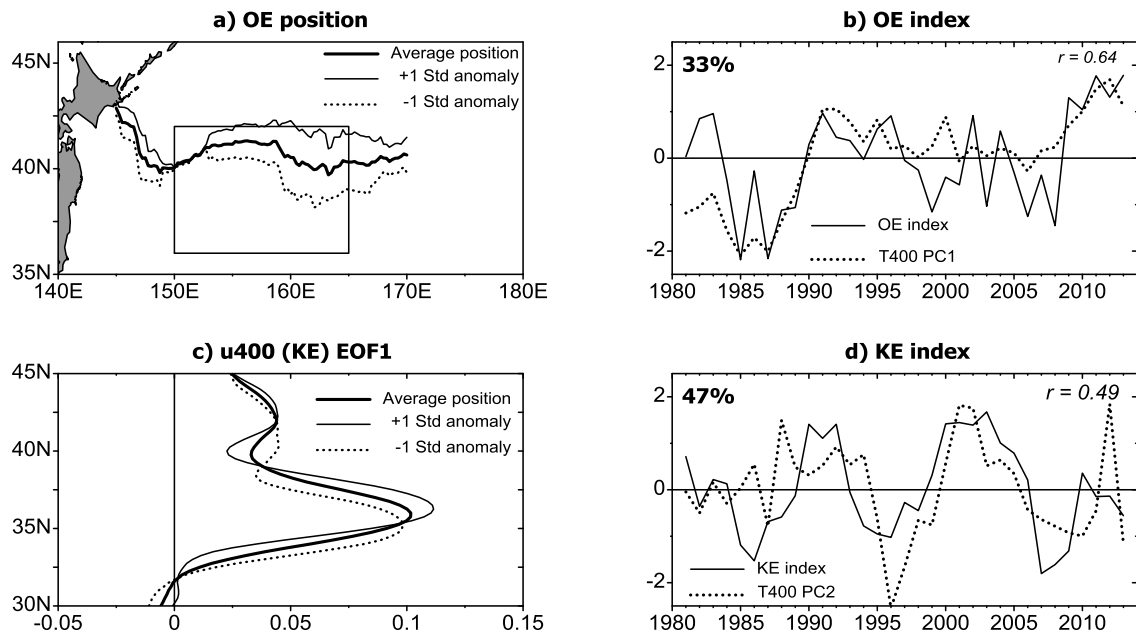 a) OE position
45N
40N
35N
140E 150E 160E 170E 180E
Average position
+1 Std anomaly
-1 Std anomaly
b) OE index
33%
r = 0.64
2
0
-2
OE index
T400 PC1
1980 1985 1990 1995 2000 2005 2010
c) u400 (KE) EOF1
45N
40N
35N
30N
-0.05 0 0.05 0.1 0.15
Average position
+1 Std anomaly
-1 Std anomaly
d) KE index
47%
r = 0.49
2
0
-2
KE index
T400 PC2
1980 1985 1990 1995 2000 2005 2010